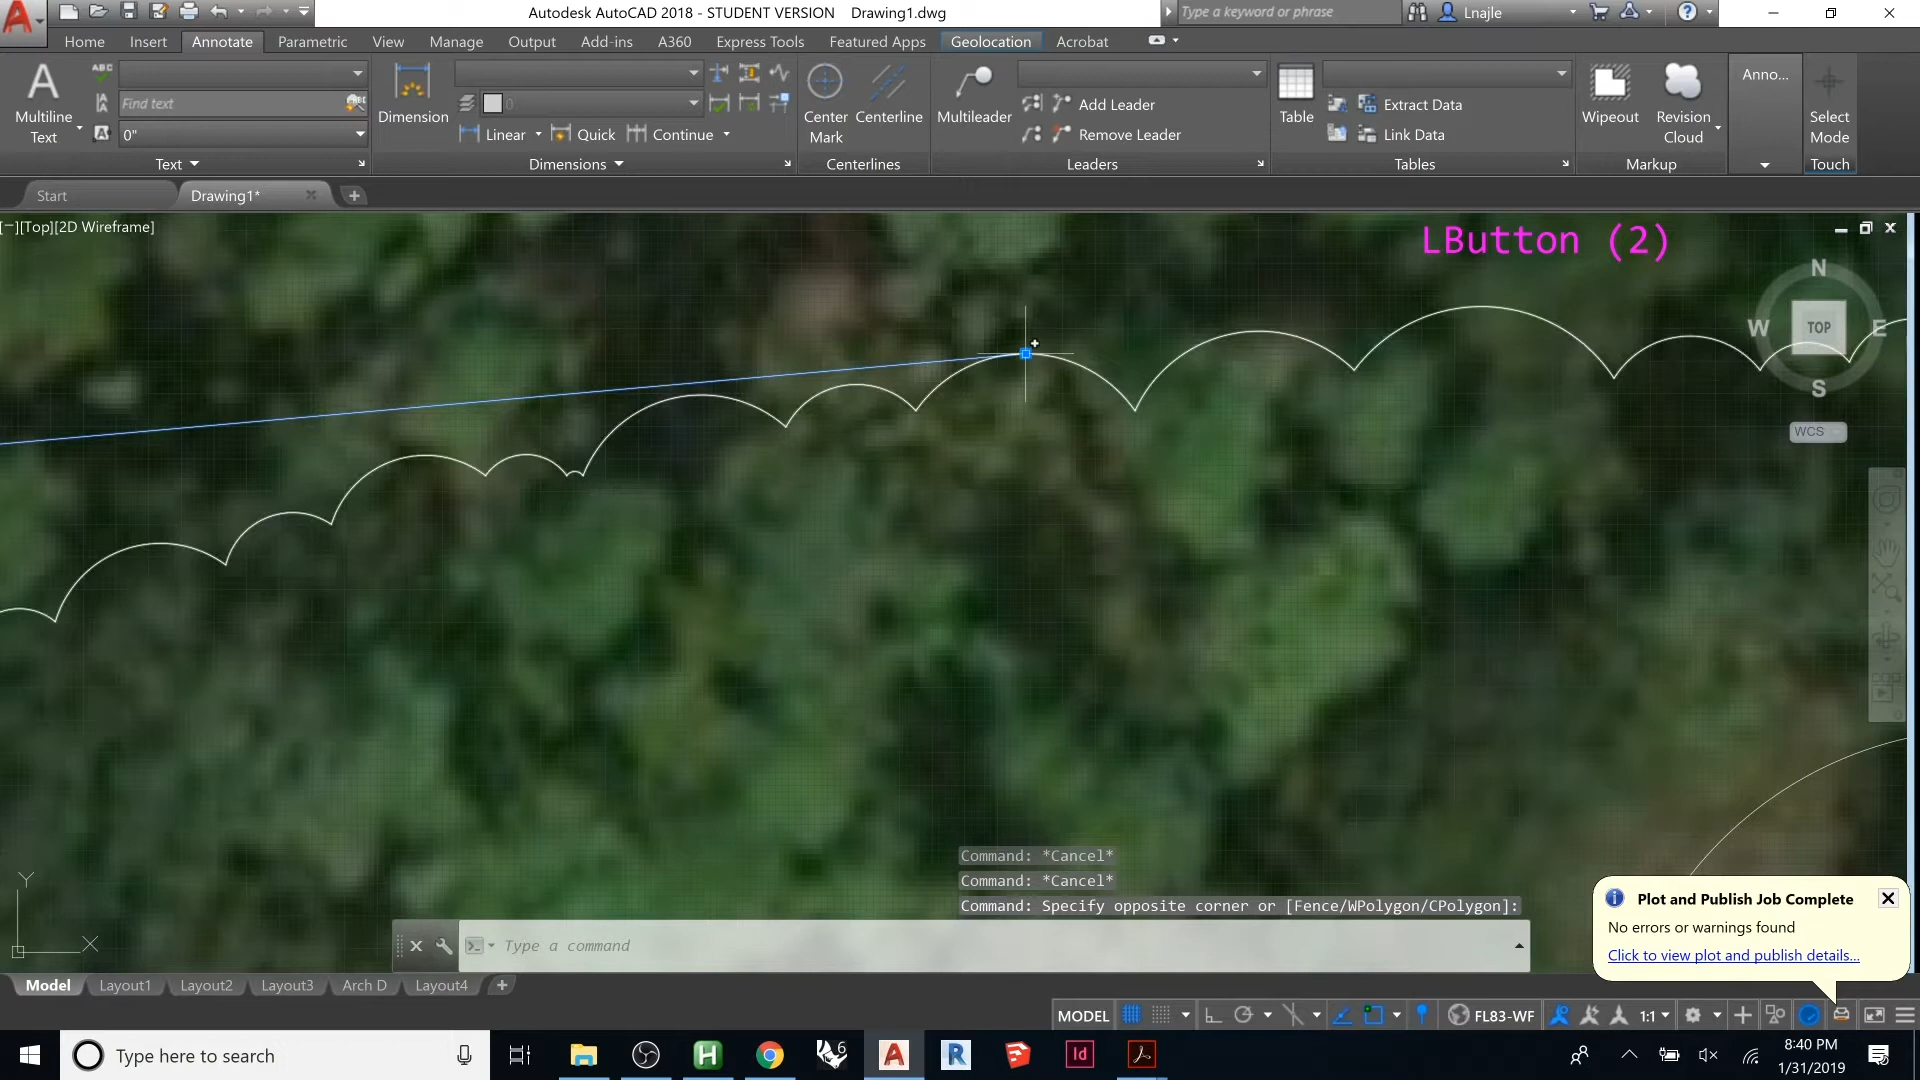 Autodesk AutoCAD 2018 - STUDENT VERSION    Drawing1.dwg
Type a keyword or phrase
Lnajle
Home Insert Annotate Parametric View Manage Output Add-ins A360 Express Tools Featured Apps Geolocation Acrobat
Multiline Text
Find text
0"
Text
Dimension
0
Linear Quick Continue
Dimensions
Center Mark
Centerline
Centerlines
Multileader
Add Leader
Remove Leader
Leaders
Table
Extract Data
Link Data
Tables
Wipeout
Revision Cloud
Markup
Anno...
Select Mode
Touch
Start
Drawing1*
[−][Top][2D Wireframe]
LButton (2)
N
W TOP E
S
WCS
Y
X
Command: *Cancel*
Command: *Cancel*
Command: Specify opposite corner or [Fence/WPolygon/CPolygon]:
Type a command
Plot and Publish Job Complete
No errors or warnings found
Click to view plot and publish details...
Model Layout1 Layout2 Layout3 Arch D Layout4
MODEL FL83-WF 1:1
Type here to search
6
A
R
Id
8:40 PM
1/31/2019